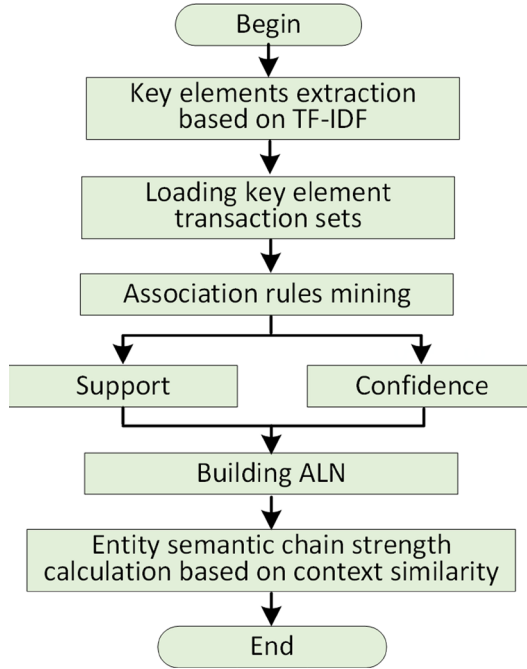 Begin
Key elements extraction
based on TF-IDF
Loading key element
transaction sets
Association rules mining
Support
Confidence
Building ALN
Entity semantic chain strength
calculation based on context similarity
End